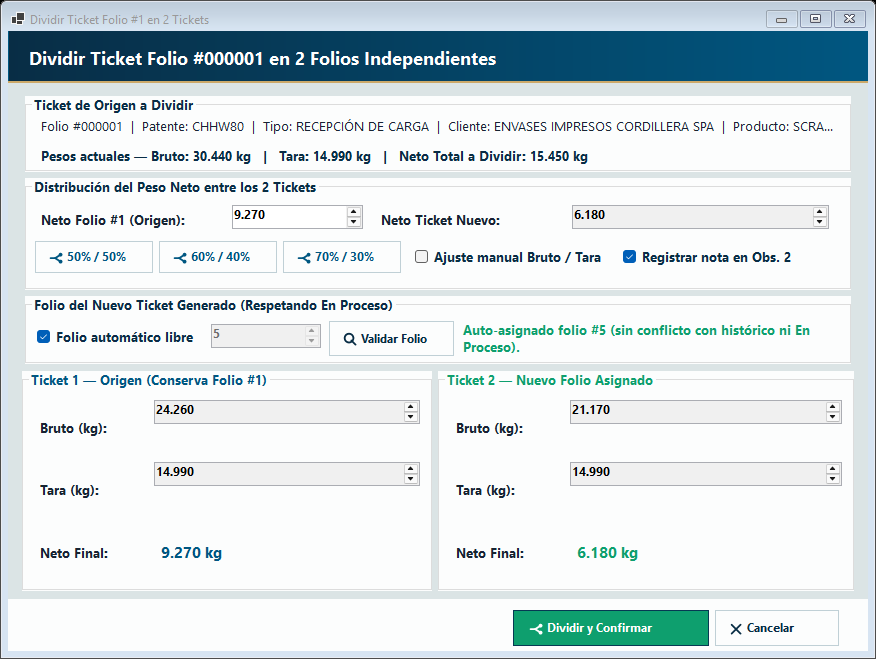 Dividir Ticket Folio #1 en 2 Tickets
Dividir Ticket Folio #000001 en 2 Folios Independientes
Ticket de Origen a Dividir
Folio #000001 | Patente: CHHW80 | Tipo: RECEPCIÓN DE CARGA | Cliente: ENVASES IMPRESOS CORDILLERA SPA | Producto: SCRA...
Pesos actuales — Bruto: 30.440 kg | Tara: 14.990 kg | Neto Total a Dividir: 15.450 kg
Distribución del Peso Neto entre los 2 Tickets
Neto Folio #1 (Origen): 9.270 Neto Ticket Nuevo: 6.180
50% / 50% 60% / 40% 70% / 30% Ajuste manual Bruto / Tara Registrar nota en Obs. 2
Folio del Nuevo Ticket Generado (Respetando En Proceso)
Folio automático libre 5 Validar Folio Auto-asignado folio #5 (sin conflicto con histórico ni En
Proceso).
Ticket 1 — Origen (Conserva Folio #1)
Bruto (kg): 24.260
Tara (kg): 14.990
Neto Final: 9.270 kg
Ticket 2 — Nuevo Folio Asignado
Bruto (kg): 21.170
Tara (kg): 14.990
Neto Final: 6.180 kg
Dividir y Confirmar Cancelar